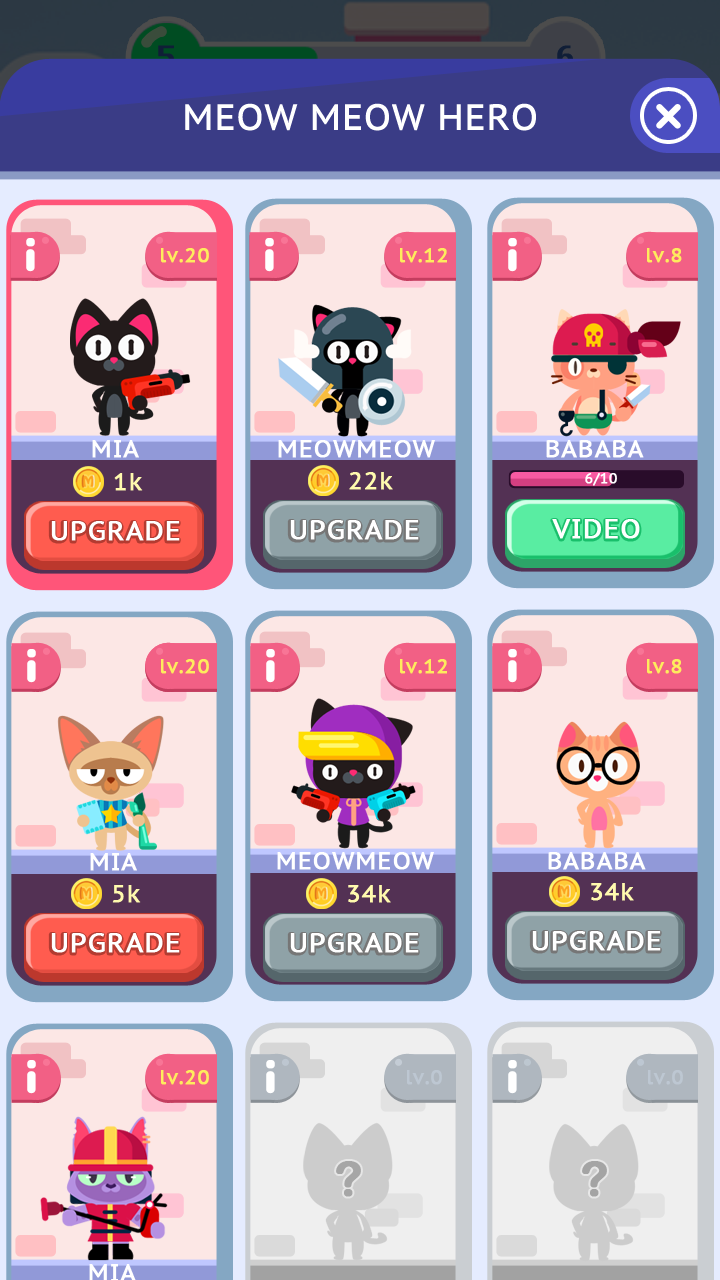 5 6
MEOW MEOW HERO
i lv.20 i lv.12 i lv.8
MIA MEOWMEOW BABABA
M 1k M 22k 6/10
UPGRADE UPGRADE VIDEO
i lv.20 i lv.12 i lv.8
MIA MEOWMEOW BABABA
M 5k M 34k M 34k
UPGRADE UPGRADE UPGRADE
i lv.20 i lv.0 i lv.0
? ?
MIA